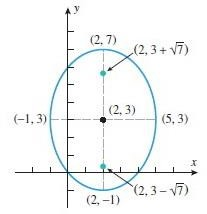 y
(2, 7)
(2, 3 + √7)
(2, 3)
(−1, 3)
(5, 3)
x
(2, −1)
(2, 3 − √7)